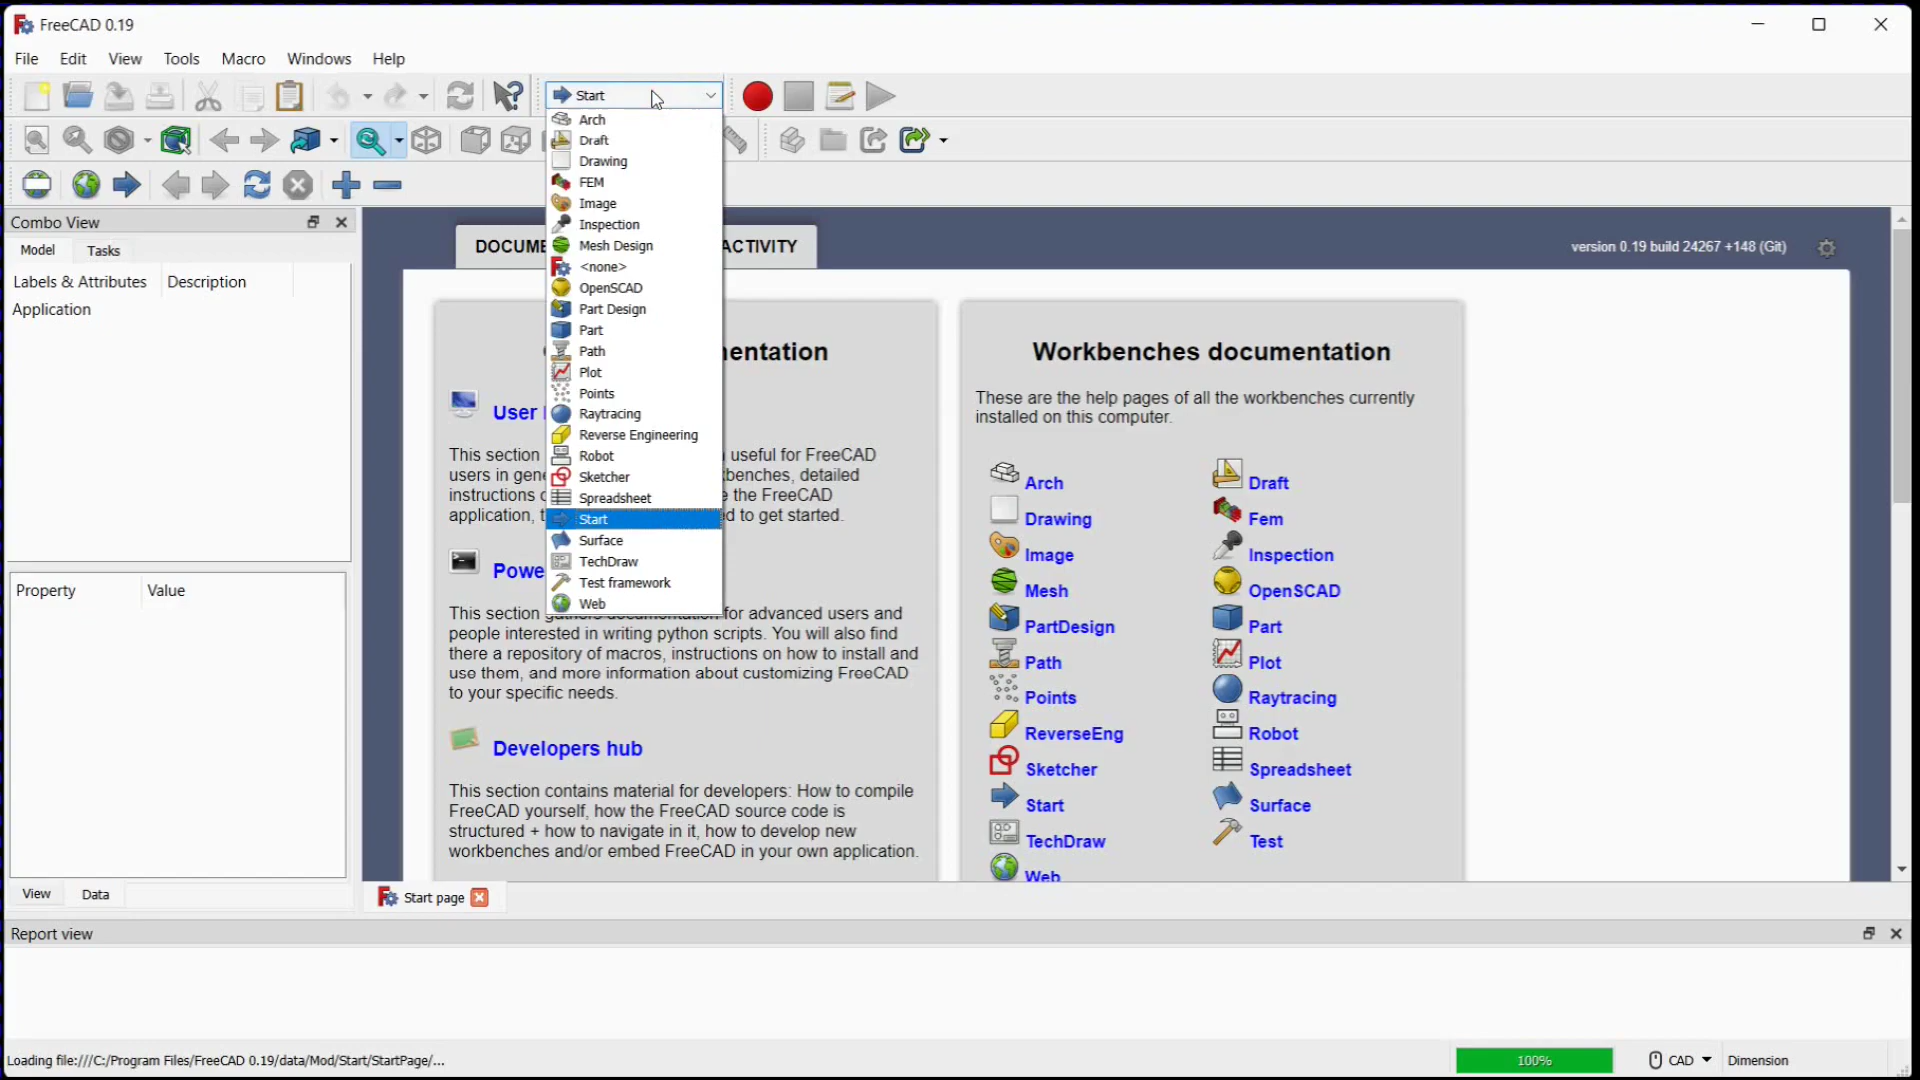 FreeCAD 0.19
File Edit View Tools Macro Windows Help
Start
Arch
Draft
Drawing
FEM
Image
Inspection
Mesh Design
<none>
OpenSCAD
Part Design
Part
Path
Plot
Points
Raytracing
Reverse Engineering
Robot
Sketcher
Spreadsheet
Start
Surface
TechDraw
Test framework
Web
Combo View
Model Tasks
Labels & Attributes Description
Application
Property Value
View Data
DOCUME ACTIVITY
version 0.19 build 24267 +148 (Git)
entation
User
This section useful for FreeCAD
users in gene benches, detailed
instructions the FreeCAD
application, t d to get started.
Powe
This section gathers documentation for advanced users and
people interested in writing python scripts. You will also find
there a repository of macros, instructions on how to install and
use them, and more information about customizing FreeCAD
to your specific needs.
Developers hub
This section contains material for developers: How to compile
FreeCAD yourself, how the FreeCAD source code is
structured + how to navigate in it, how to develop new
workbenches and/or embed FreeCAD in your own application.
Workbenches documentation
These are the help pages of all the workbenches currently
installed on this computer.
Arch Draft
Drawing Fem
Image Inspection
Mesh OpenSCAD
PartDesign Part
Path Plot
Points Raytracing
ReverseEng Robot
Sketcher Spreadsheet
Start Surface
TechDraw Test
Web
Start page
Report view
Loading file:///C:/Program Files/FreeCAD 0.19/data/Mod/Start/StartPage/...
100% CAD Dimension